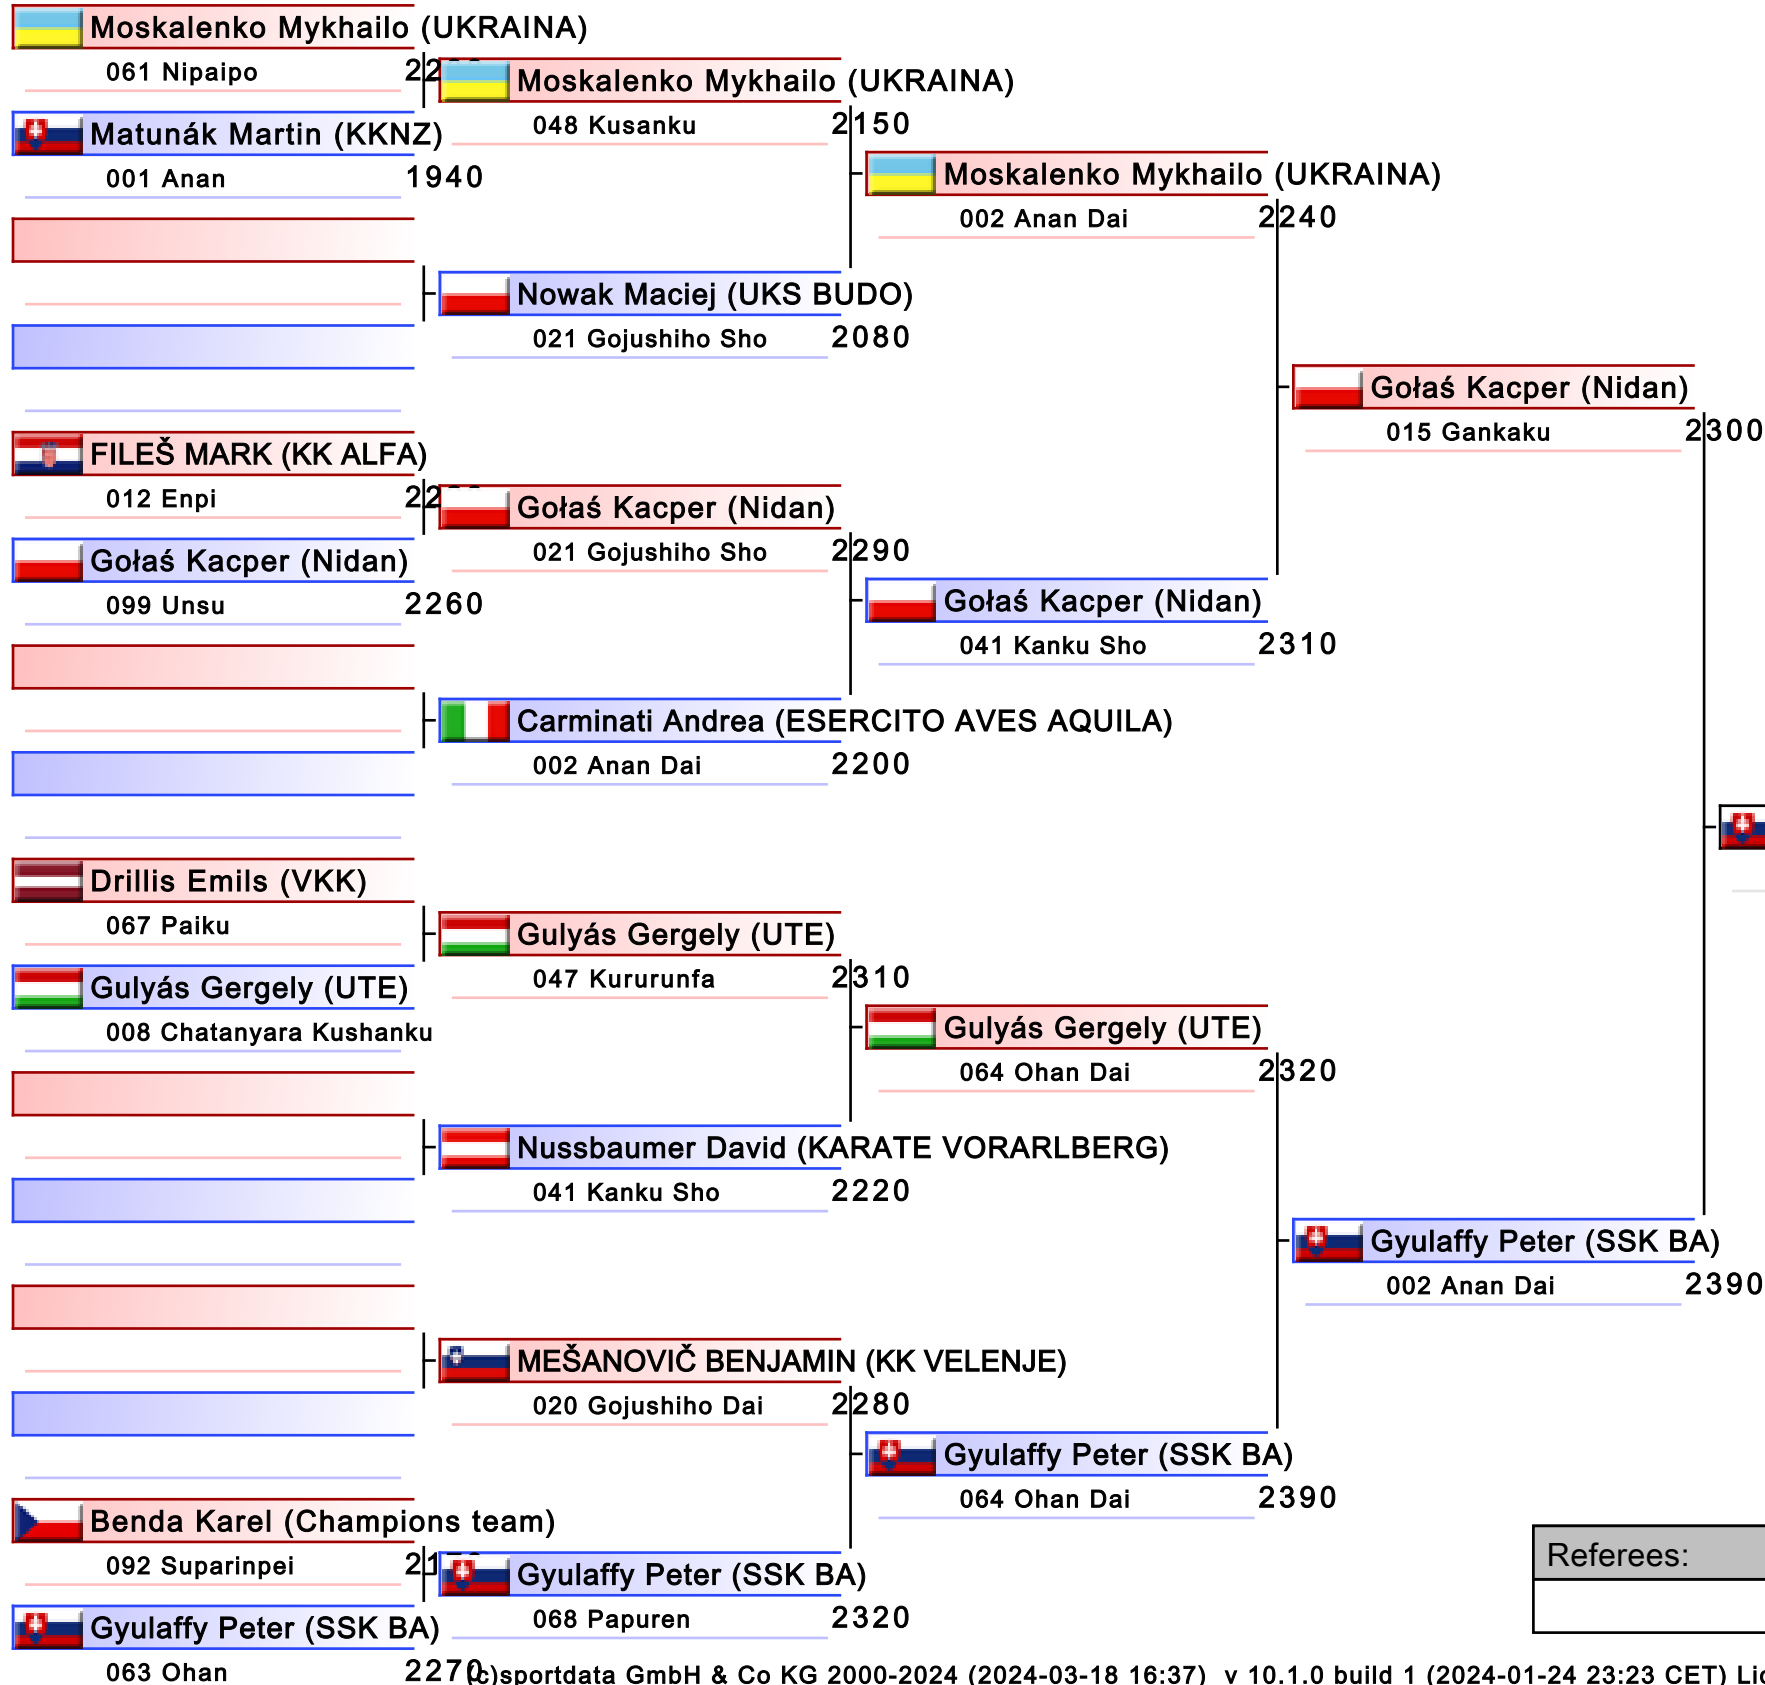 Moskalenko Mykhailo (UKRAINA)
061 Nipaipo
Matunák Martin (KKNZ)
001 Anan 1940
FILEŠ MARK (KK ALFA)
012 Enpi
Gołaś Kacper (Nidan)
099 Unsu 2260
Drillis Emils (VKK)
067 Paiku
Gulyás Gergely (UTE)
008 Chatanyara Kushanku
Benda Karel (Champions team)
092 Suparinpei
Gyulaffy Peter (SSK BA)
063 Ohan 2270
Moskalenko Mykhailo (UKRAINA)
048 Kusanku 2150
Nowak Maciej (UKS BUDO)
021 Gojushiho Sho 2080
Gołaś Kacper (Nidan)
021 Gojushiho Sho 2290
Carminati Andrea (ESERCITO AVES AQUILA)
002 Anan Dai 2200
Gulyás Gergely (UTE)
047 Kururunfa 2310
Nussbaumer David (KARATE VORARLBERG)
041 Kanku Sho 2220
MEŠANOVIČ BENJAMIN (KK VELENJE)
020 Gojushiho Dai 2280
Gyulaffy Peter (SSK BA)
068 Papuren 2320
Moskalenko Mykhailo (UKRAINA)
002 Anan Dai 2240
Gołaś Kacper (Nidan)
041 Kanku Sho 2310
Gulyás Gergely (UTE)
064 Ohan Dai 2320
Gyulaffy Peter (SSK BA)
064 Ohan Dai 2390
Gołaś Kacper (Nidan)
015 Gankaku 2300
Gyulaffy Peter (SSK BA)
002 Anan Dai 2390
Referees:
(c)sportdata GmbH & Co KG 2000-2024 (2024-03-18 16:37) v 10.1.0 build 1 (2024-01-24 23:23 CET)